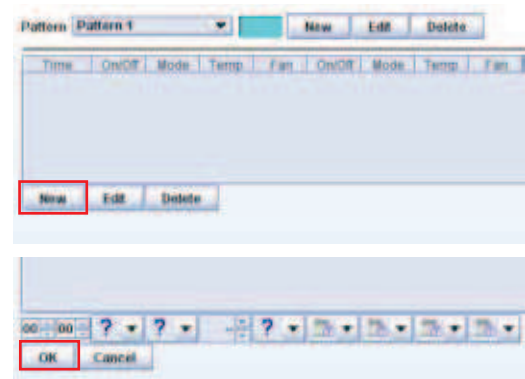 Pattern Pattern 1 New Edit Delete
Time On/Off Mode Temp Fan On/Off Mode Temp Fan
New Edit Delete
00 00 ? ? -- ?
OK Cancel